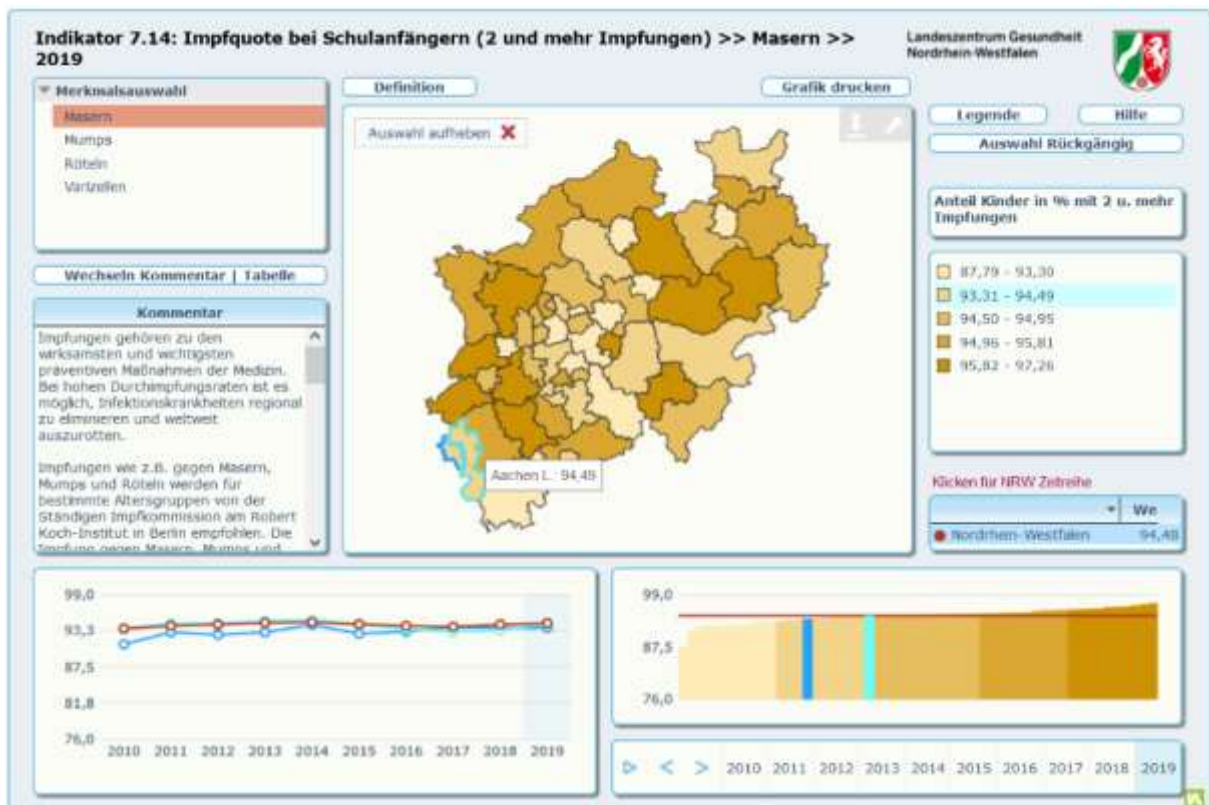 Indikator 7.14: Impfquote bei Schulanfängern (2 und mehr Impfungen) >> Masern >>
2019
Landeszentrum Gesundheit
Nordrhein-Westfalen
Merkmalsauswahl
Masern
Mumps
Röteln
Varizellen
Wechseln Kommentar | Tabelle
Kommentar
Impfungen gehören zu den
wirksamsten und wichtigsten
präventiven Maßnahmen der Medizin.
Bei hohen Durchimpfungsraten ist es
möglich, Infektionskrankheiten regional
zu eliminieren und weltweit
auszurotten.
Impfungen wie z.B. gegen Masern,
Mumps und Röteln werden für
bestimmte Altersgruppen von der
Ständigen Impfkommission am Robert
Koch-Institut in Berlin empfohlen. Die
Impfung gegen Masern, Mumps und
Definition
Grafik drucken
Auswahl aufheben
Aachen L.: 94,49
Legende
Hilfe
Auswahl Rückgängig
Anteil Kinder in % mit 2 u. mehr
Impfungen
87,79 - 93,30
93,31 - 94,49
94,50 - 94,95
94,96 - 95,81
95,82 - 97,26
Klicken für NRW Zeitreihe
We
Nordrhein-Westfalen 94,48
99,0
93,3
87,5
81,8
76,0
2010 2011 2012 2013 2014 2015 2016 2017 2018 2019
99,0
87,5
76,0
2010 2011 2012 2013 2014 2015 2016 2017 2018 2019